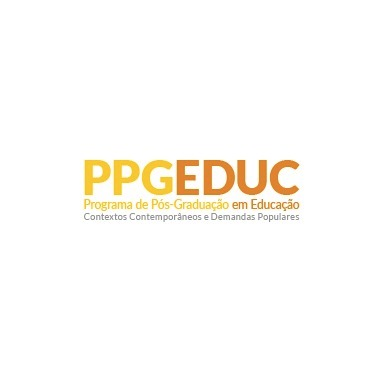 PPGEDUC
Programa de Pós-Graduação em Educação
Contextos Contemporâneos e Demandas Populares